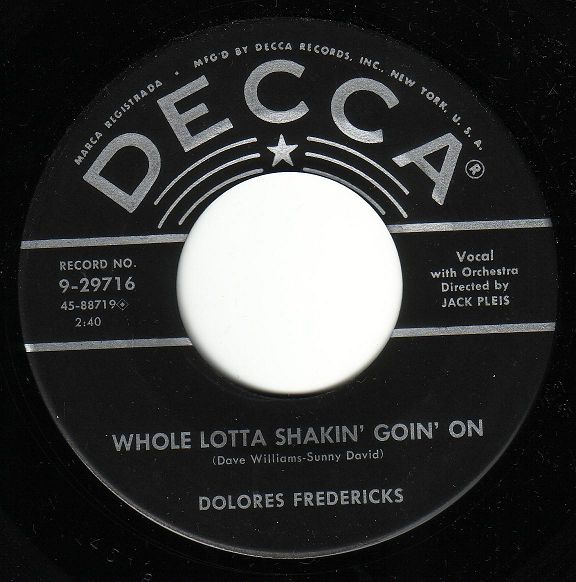 MARCA REGISTRADA • MFG'D BY DECCA RECORDS, INC., NEW YORK, U. S. A.
DECCA®
RECORD NO.
9-29716
45-88719
2:40
Vocal
with Orchestra
Directed by
JACK PLEIS
WHOLE LOTTA SHAKIN' GOIN' ON
(Dave Williams-Sunny David)
DOLORES FREDERICKS